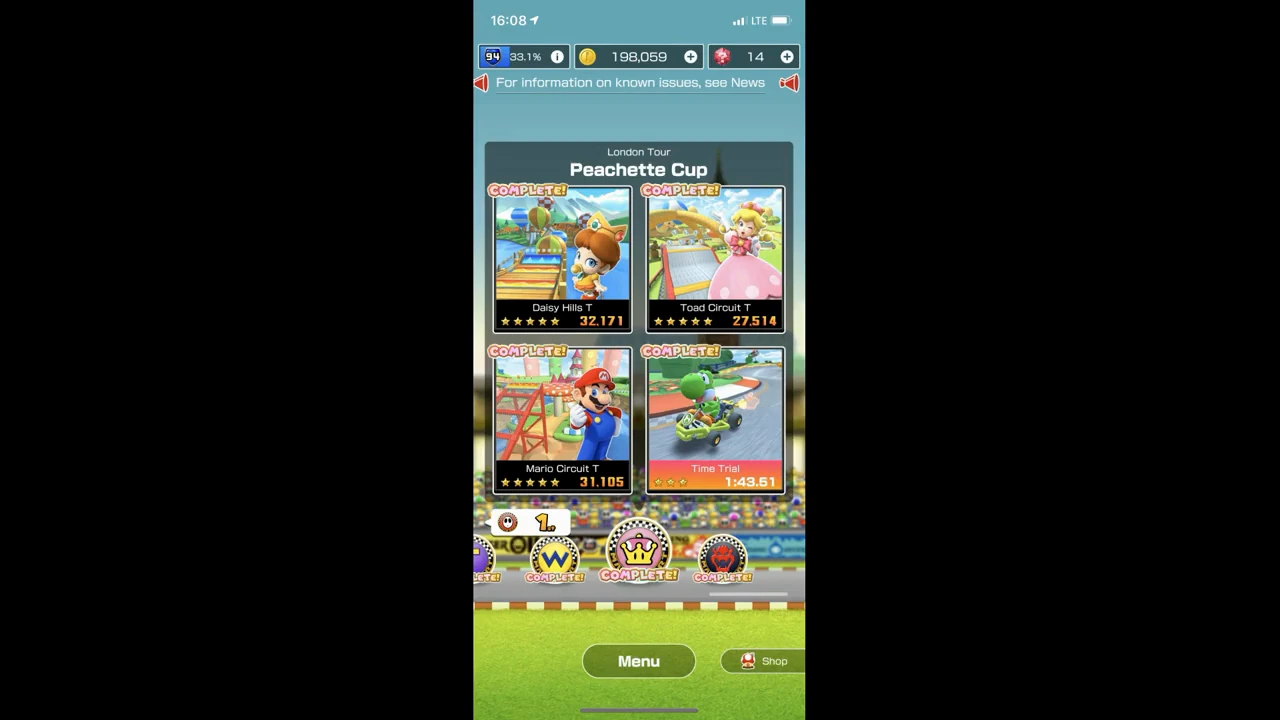 16:08
LTE
94 33.1% i 198,059 14
For information on known issues, see News
London Tour
Peachette Cup
COMPLETE! COMPLETE!
Daisy Hills T Toad Circuit T
32,171 27,514
COMPLETE! COMPLETE!
Mario Circuit T Time Trial
31,105 1:43.51
1st
W
COMPLETE! COMPLETE! COMPLETE!
Menu Shop